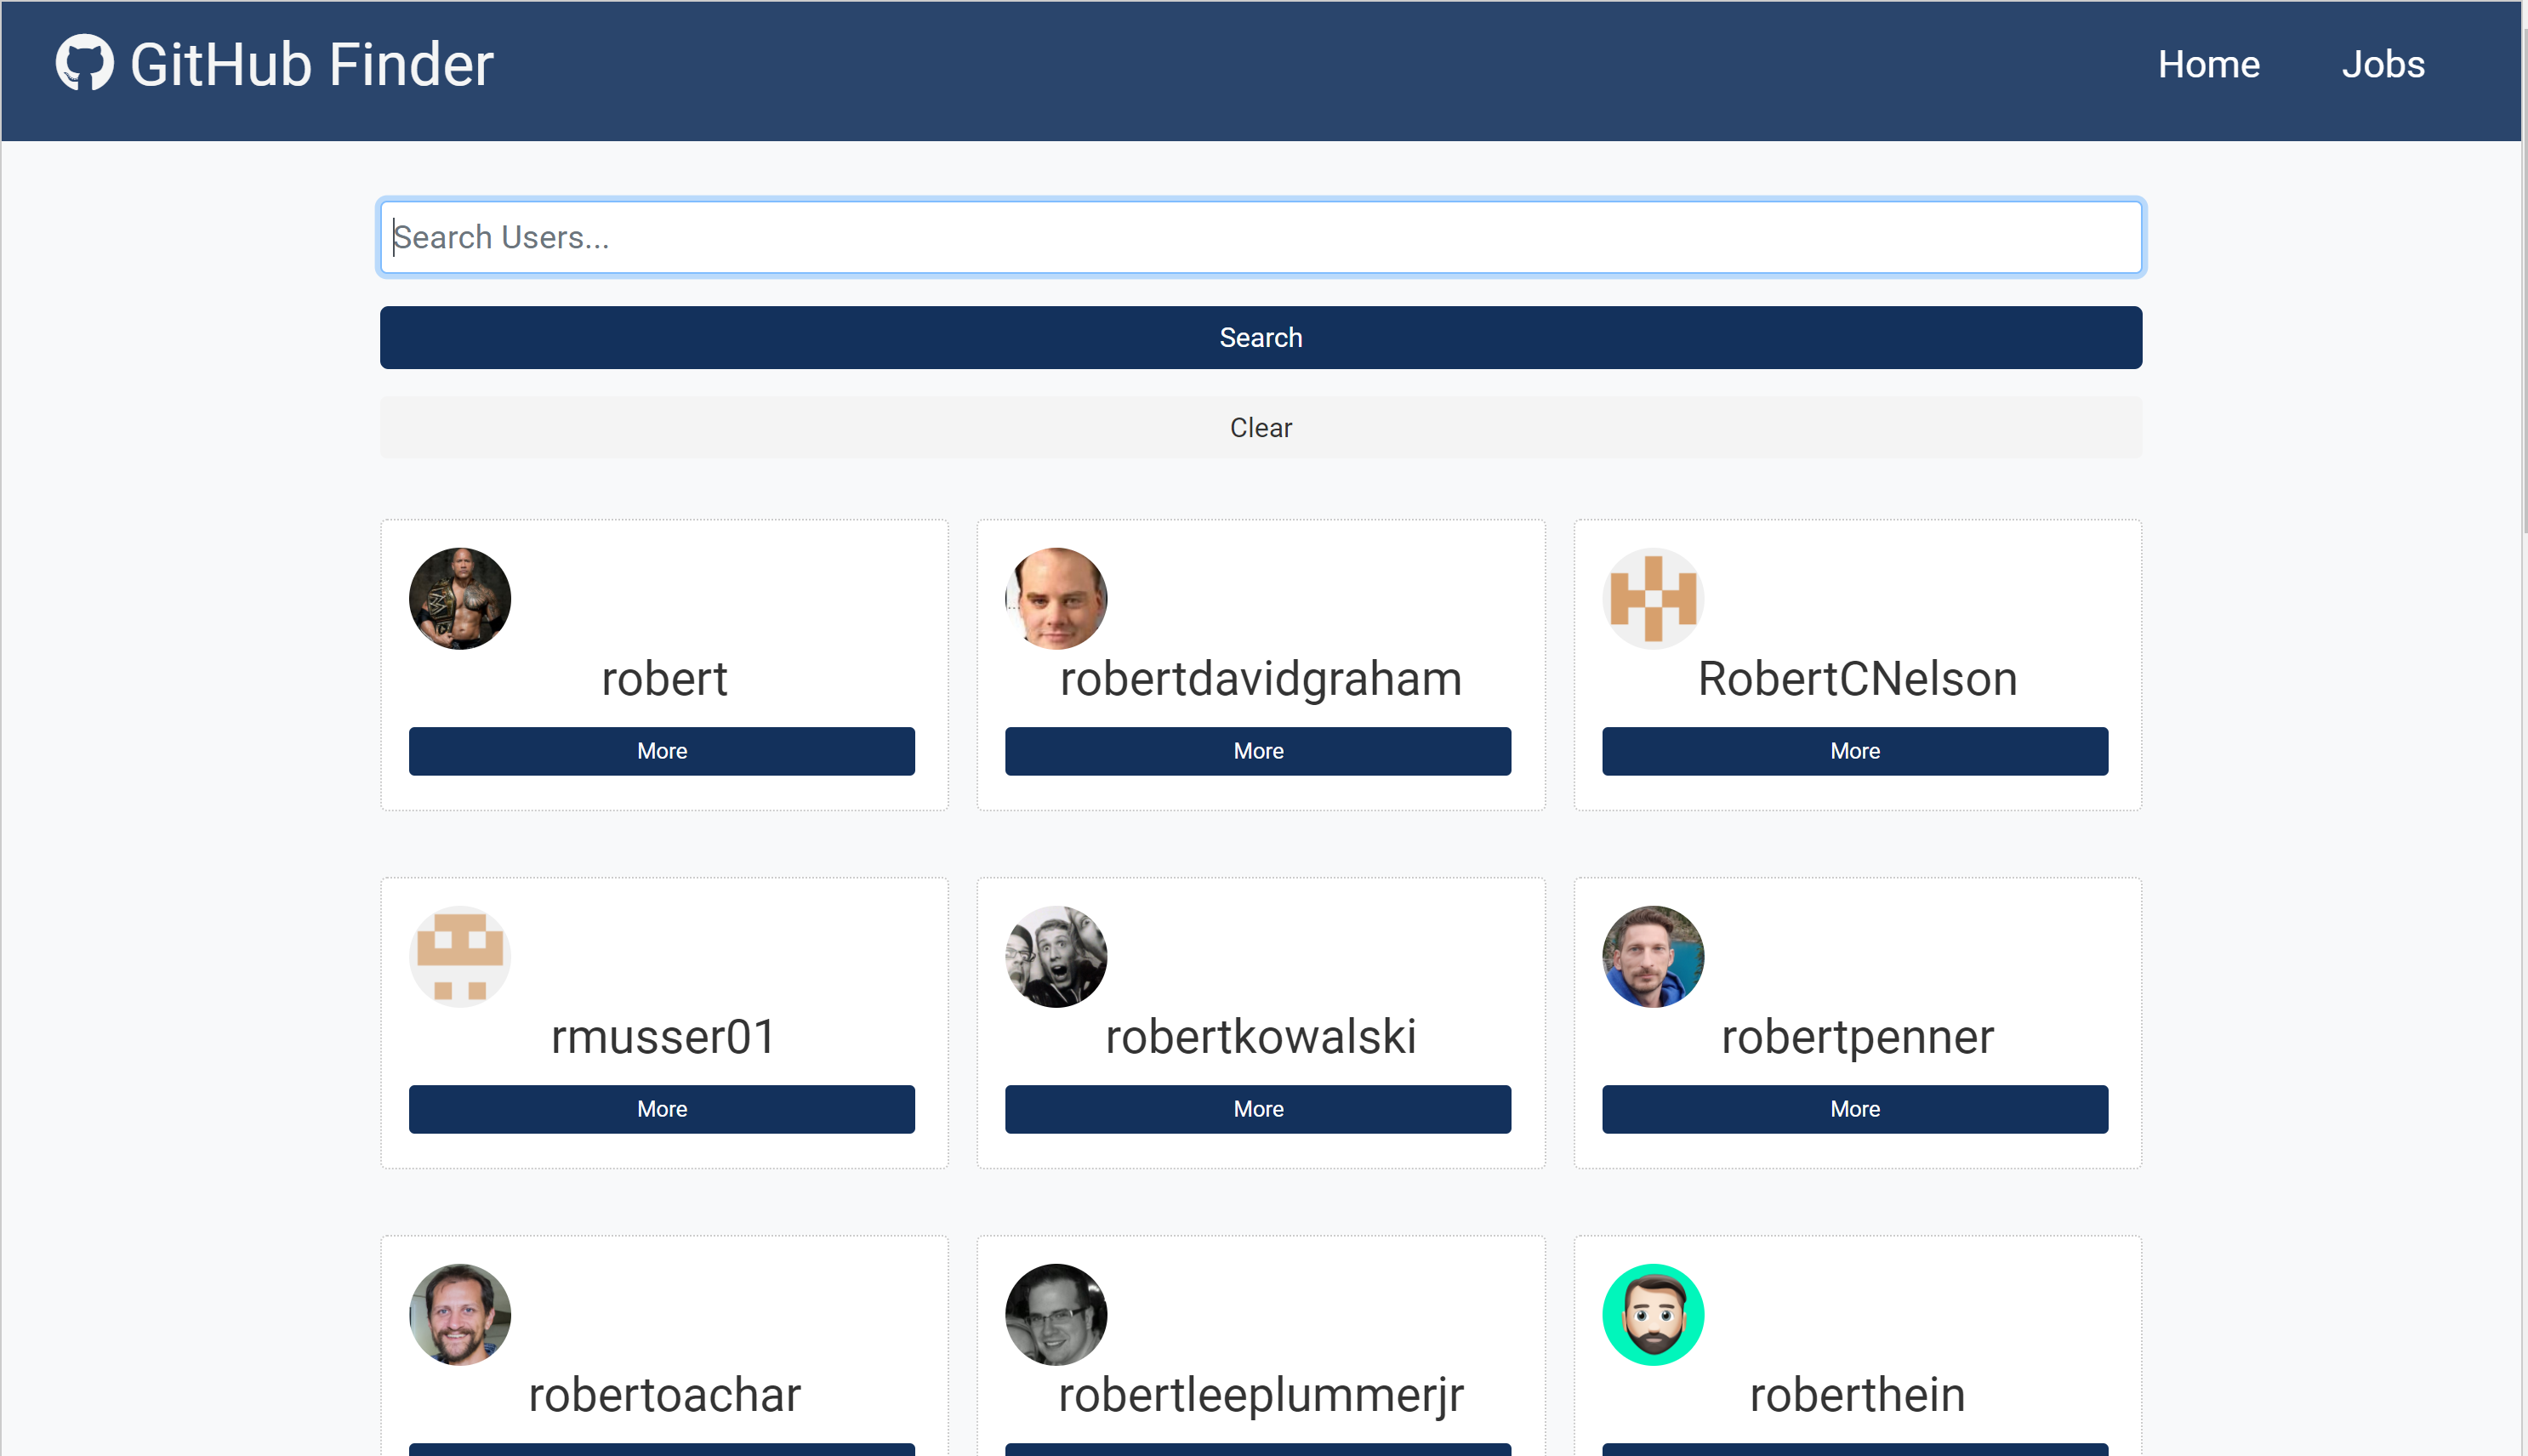 GitHub Finder
Home
Jobs
Search Users...
Search
Clear
robert
robertdavidgraham
RobertCNelson
More
More
More
rmusser01
robertkowalski
robertpenner
More
More
More
robertoachar
robertleeplummerjr
roberthein